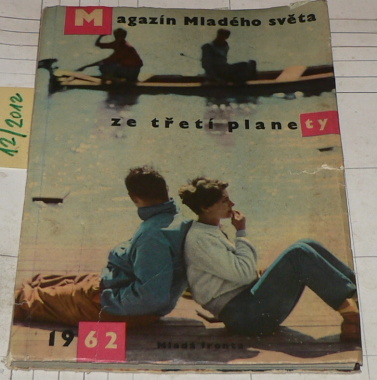 Magazín Mladého světa
ze třetí planety
12/2012
1962
Mladá fronta